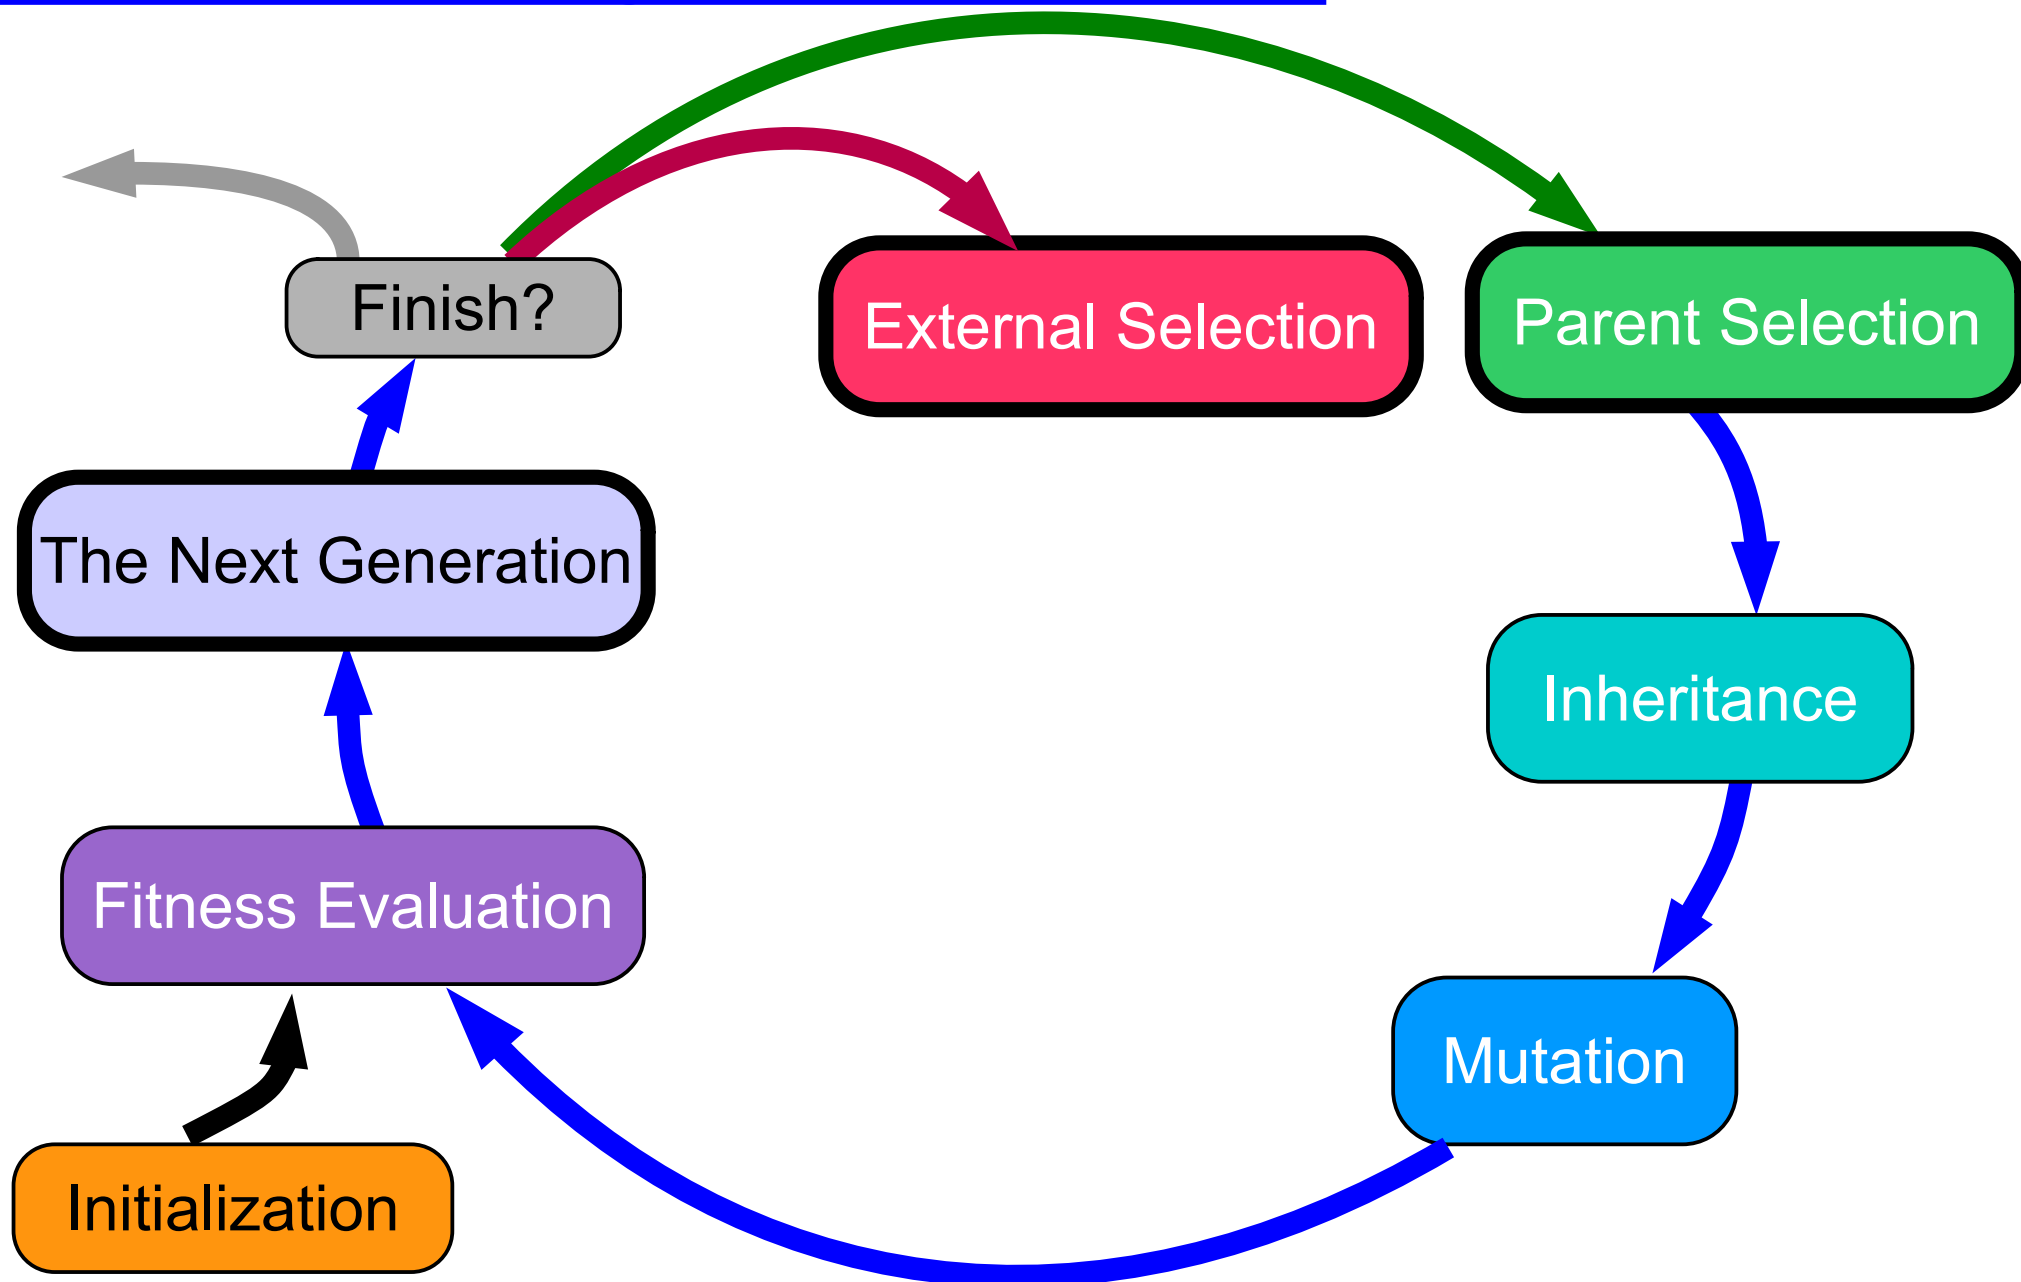 Finish?
External Selection
Parent Selection
The Next Generation
Inheritance
Fitness Evaluation
Mutation
Initialization